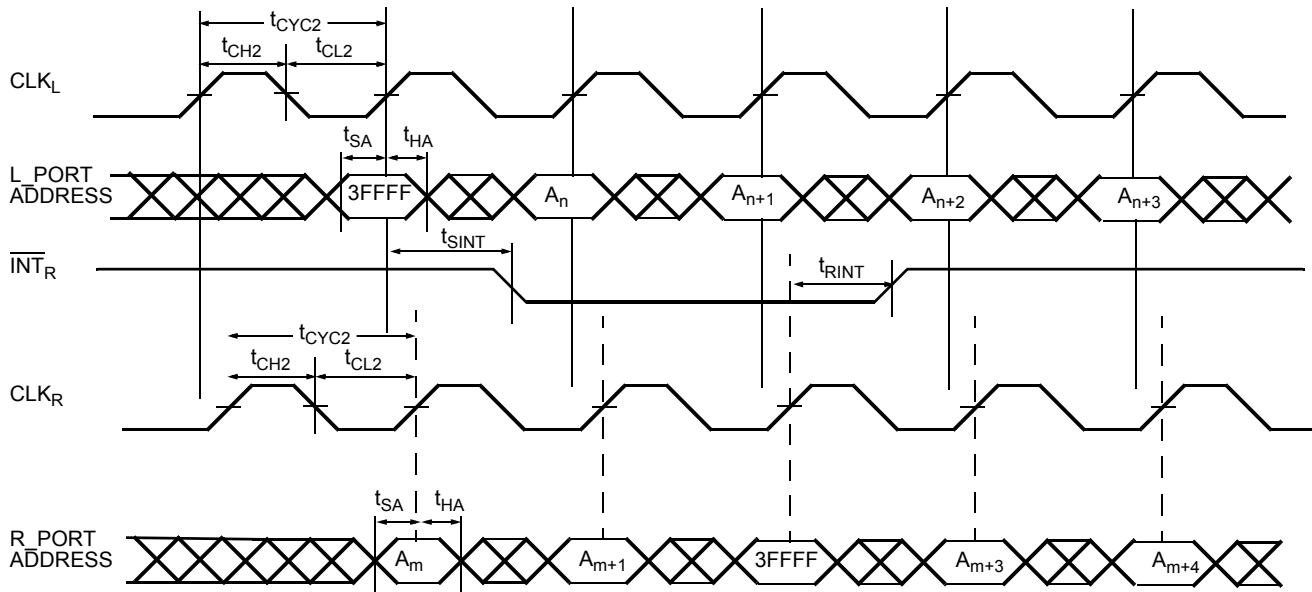 tCYC2
tCH2 tCL2
CLKL
tSA tHA
L_PORT
ADDRESS
3FFFF An An+1 An+2 An+3
tSINT
INTR
tRINT
tCYC2
tCH2 tCL2
CLKR
tSA tHA
R_PORT
ADDRESS
Am Am+1 3FFFF Am+3 Am+4